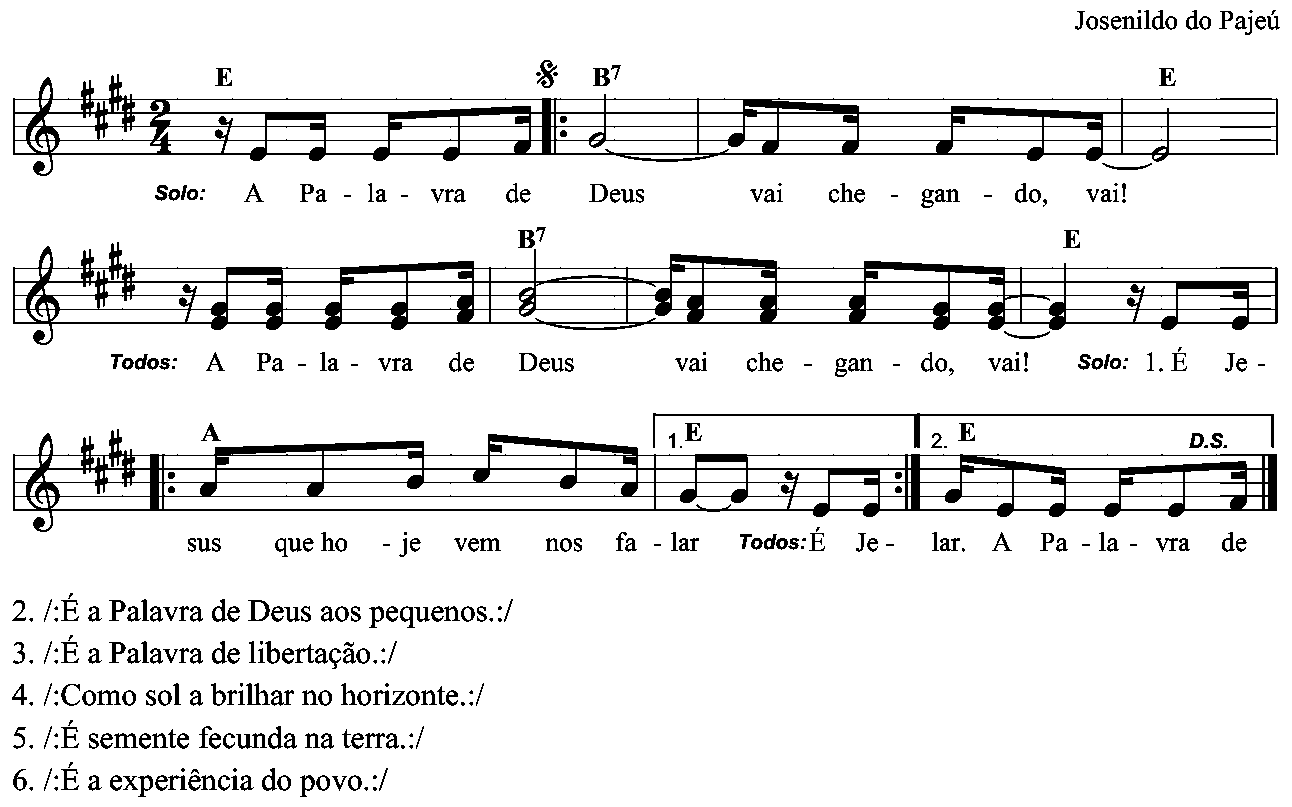 Josenildo do Pajeú
E B7 E
2 4
Solo: A Pa - la - vra de Deus vai che - gan - do, vai!
B7 E
Todos: A Pa - la - vra de Deus vai che - gan - do, vai! Solo: 1. É Je -
A 1. E 2. E D.S.
sus que ho - je vem nos fa - lar Todos: É Je - lar. A Pa - la - vra de
2. /:É a Palavra de Deus aos pequenos.:/
3. /:É a Palavra de libertação.:/
4. /:Como sol a brilhar no horizonte.:/
5. /:É semente fecunda na terra.:/
6. /:É a experiência do povo.:/